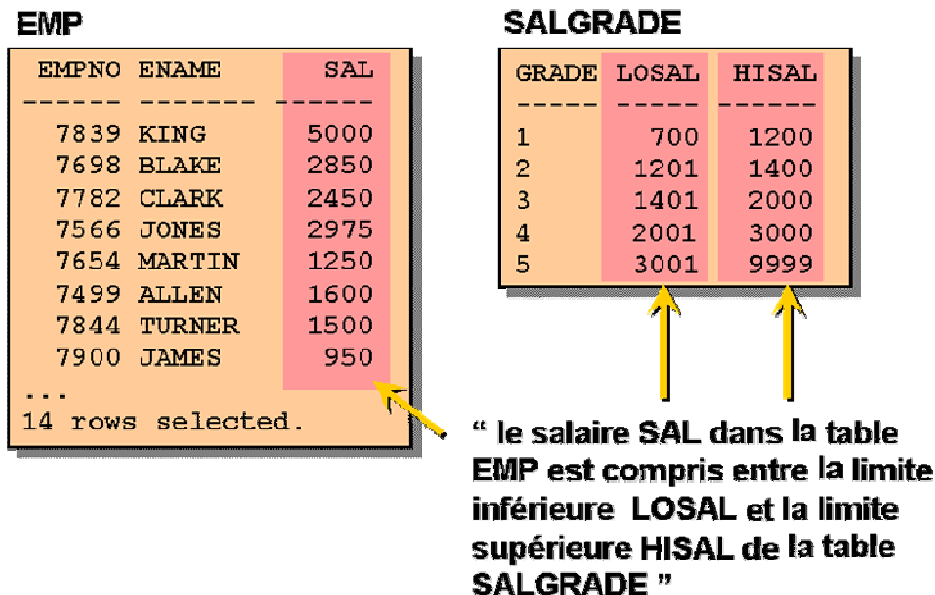 EMP
EMPNO ENAME SAL
------ ------- ------
7839 KING 5000
7698 BLAKE 2850
7782 CLARK 2450
7566 JONES 2975
7654 MARTIN 1250
7499 ALLEN 1600
7844 TURNER 1500
7900 JAMES 950
...
14 rows selected.
SALGRADE
GRADE LOSAL HISAL
----- ----- ------
1 700 1200
2 1201 1400
3 1401 2000
4 2001 3000
5 3001 9999
“ le salaire SAL dans la table
EMP est compris entre la limite
inférieure LOSAL et la limite
supérieure HISAL de la table
SALGRADE ”